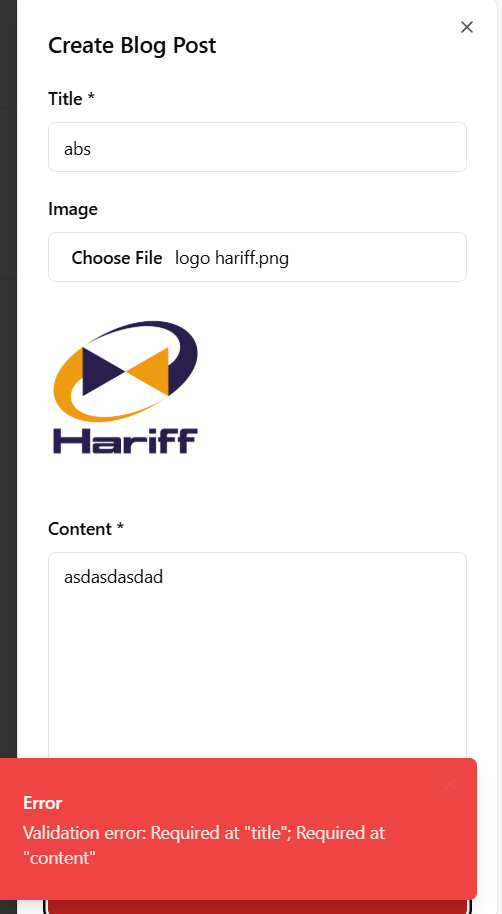 Create Blog Post
Title *
abs
Image
Choose File logo hariff.png
Hariff
Content *
asdasdasdad
Error
Validation error: Required at "title"; Required at
"content"